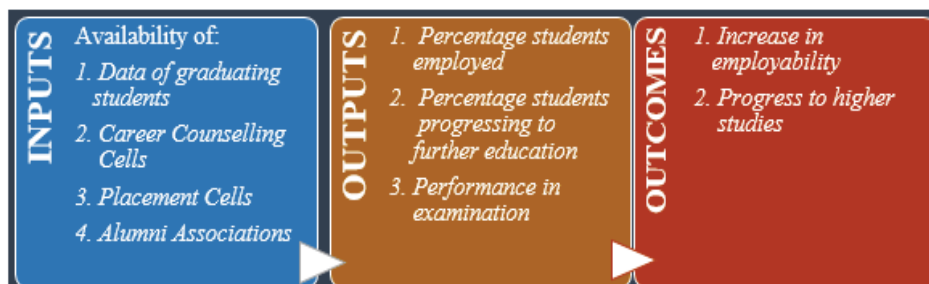 INPUTS
Availability of:
1. Data of graduating
students
2. Career Counselling
Cells
3. Placement Cells
4. Alumni Associations
OUTPUTS
1. Percentage students
employed
2. Percentage students
progressing to
further education
3. Performance in
examination
OUTCOMES
1. Increase in
employability
2. Progress to higher
studies